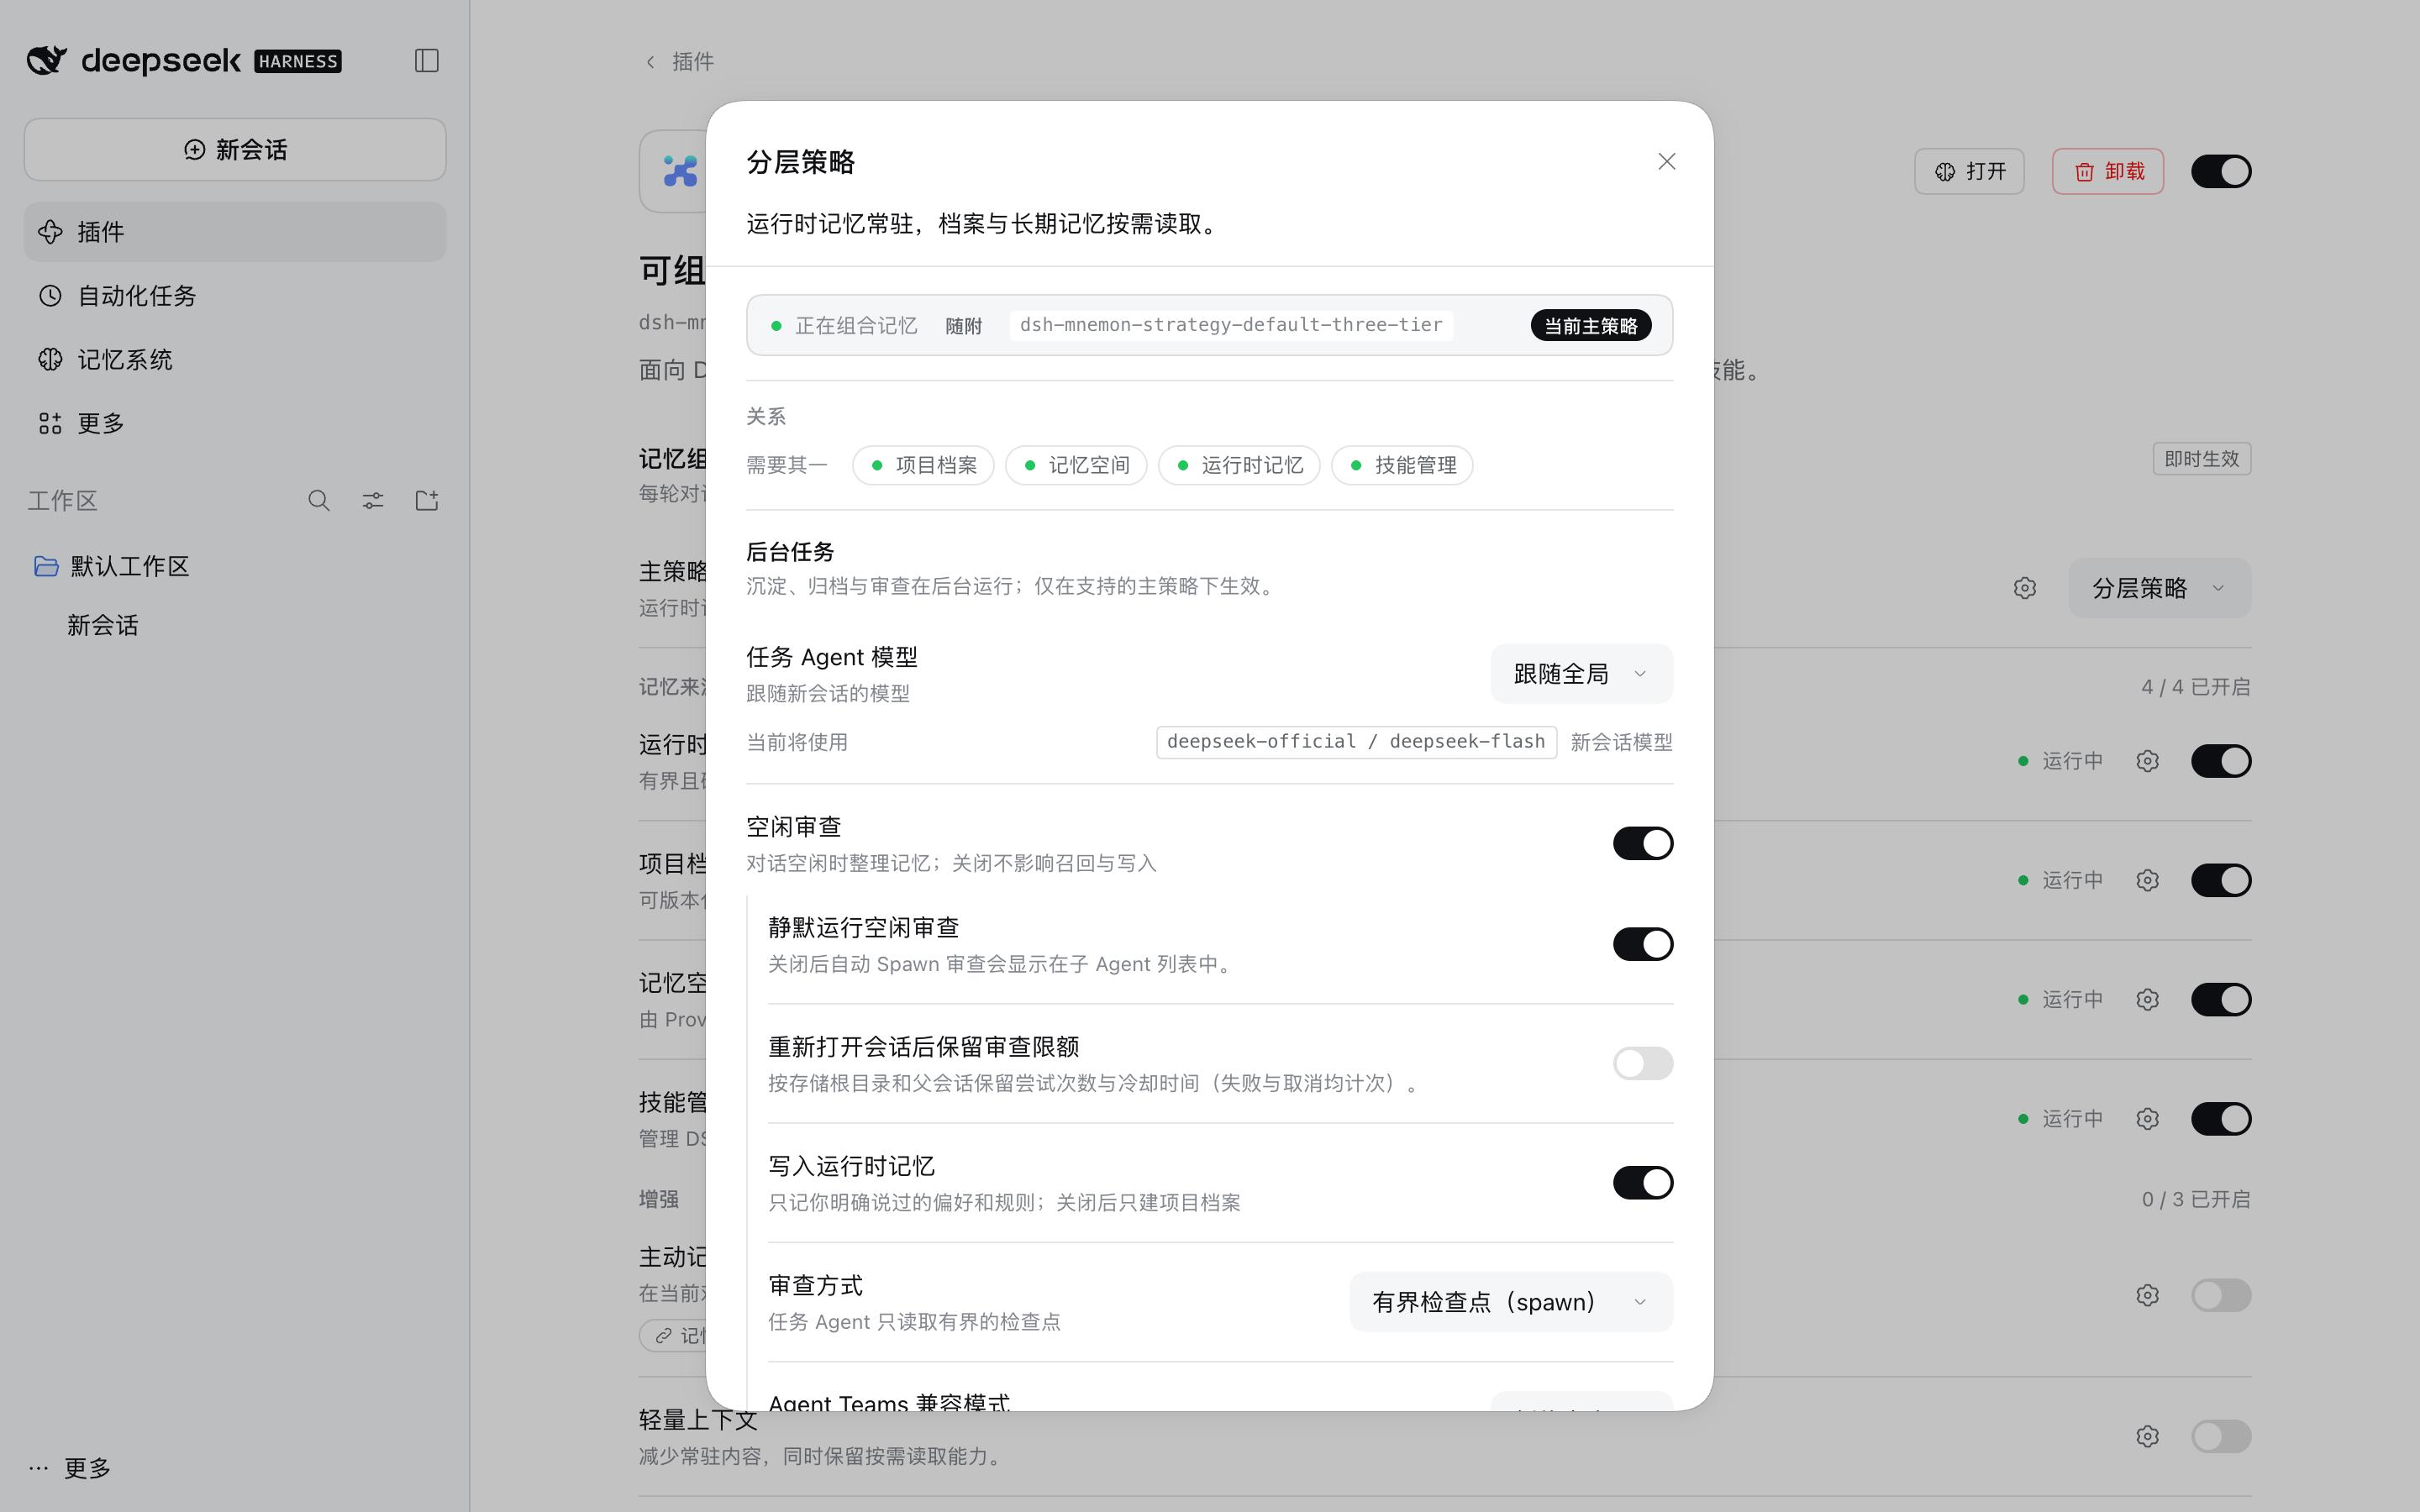 deepseek HARNESS
新会话
插件
自动化任务
记忆系统
更多
工作区
默认工作区
新会话
更多
插件
打开
卸载
可组
dsh-mn
面向 D
技能。
记忆组
每轮对
即时生效
主策略
运行时
分层策略
记忆来
4 / 4 已开启
运行时
有界且
运行中
项目档
可版本
运行中
记忆空
由 Prov
运行中
技能管
管理 DS
运行中
增强
0 / 3 已开启
主动记
在当前
记忆
轻量上下文
减少常驻内容，同时保留按需读取能力。
分层策略
运行时记忆常驻，档案与长期记忆按需读取。
正在组合记忆 随附 dsh-mnemon-strategy-default-three-tier 当前主策略
关系
需要其一 项目档案 记忆空间 运行时记忆 技能管理
后台任务
沉淀、归档与审查在后台运行；仅在支持的主策略下生效。
任务 Agent 模型
跟随新会话的模型
跟随全局
当前将使用 deepseek-official / deepseek-flash 新会话模型
空闲审查
对话空闲时整理记忆；关闭不影响召回与写入
静默运行空闲审查
关闭后自动 Spawn 审查会显示在子 Agent 列表中。
重新打开会话后保留审查限额
按存储根目录和父会话保留尝试次数与冷却时间（失败与取消均计次）。
写入运行时记忆
只记你明确说过的偏好和规则；关闭后只建项目档案
审查方式
任务 Agent 只读取有界的检查点
有界检查点（spawn）
Agent Teams 兼容模式